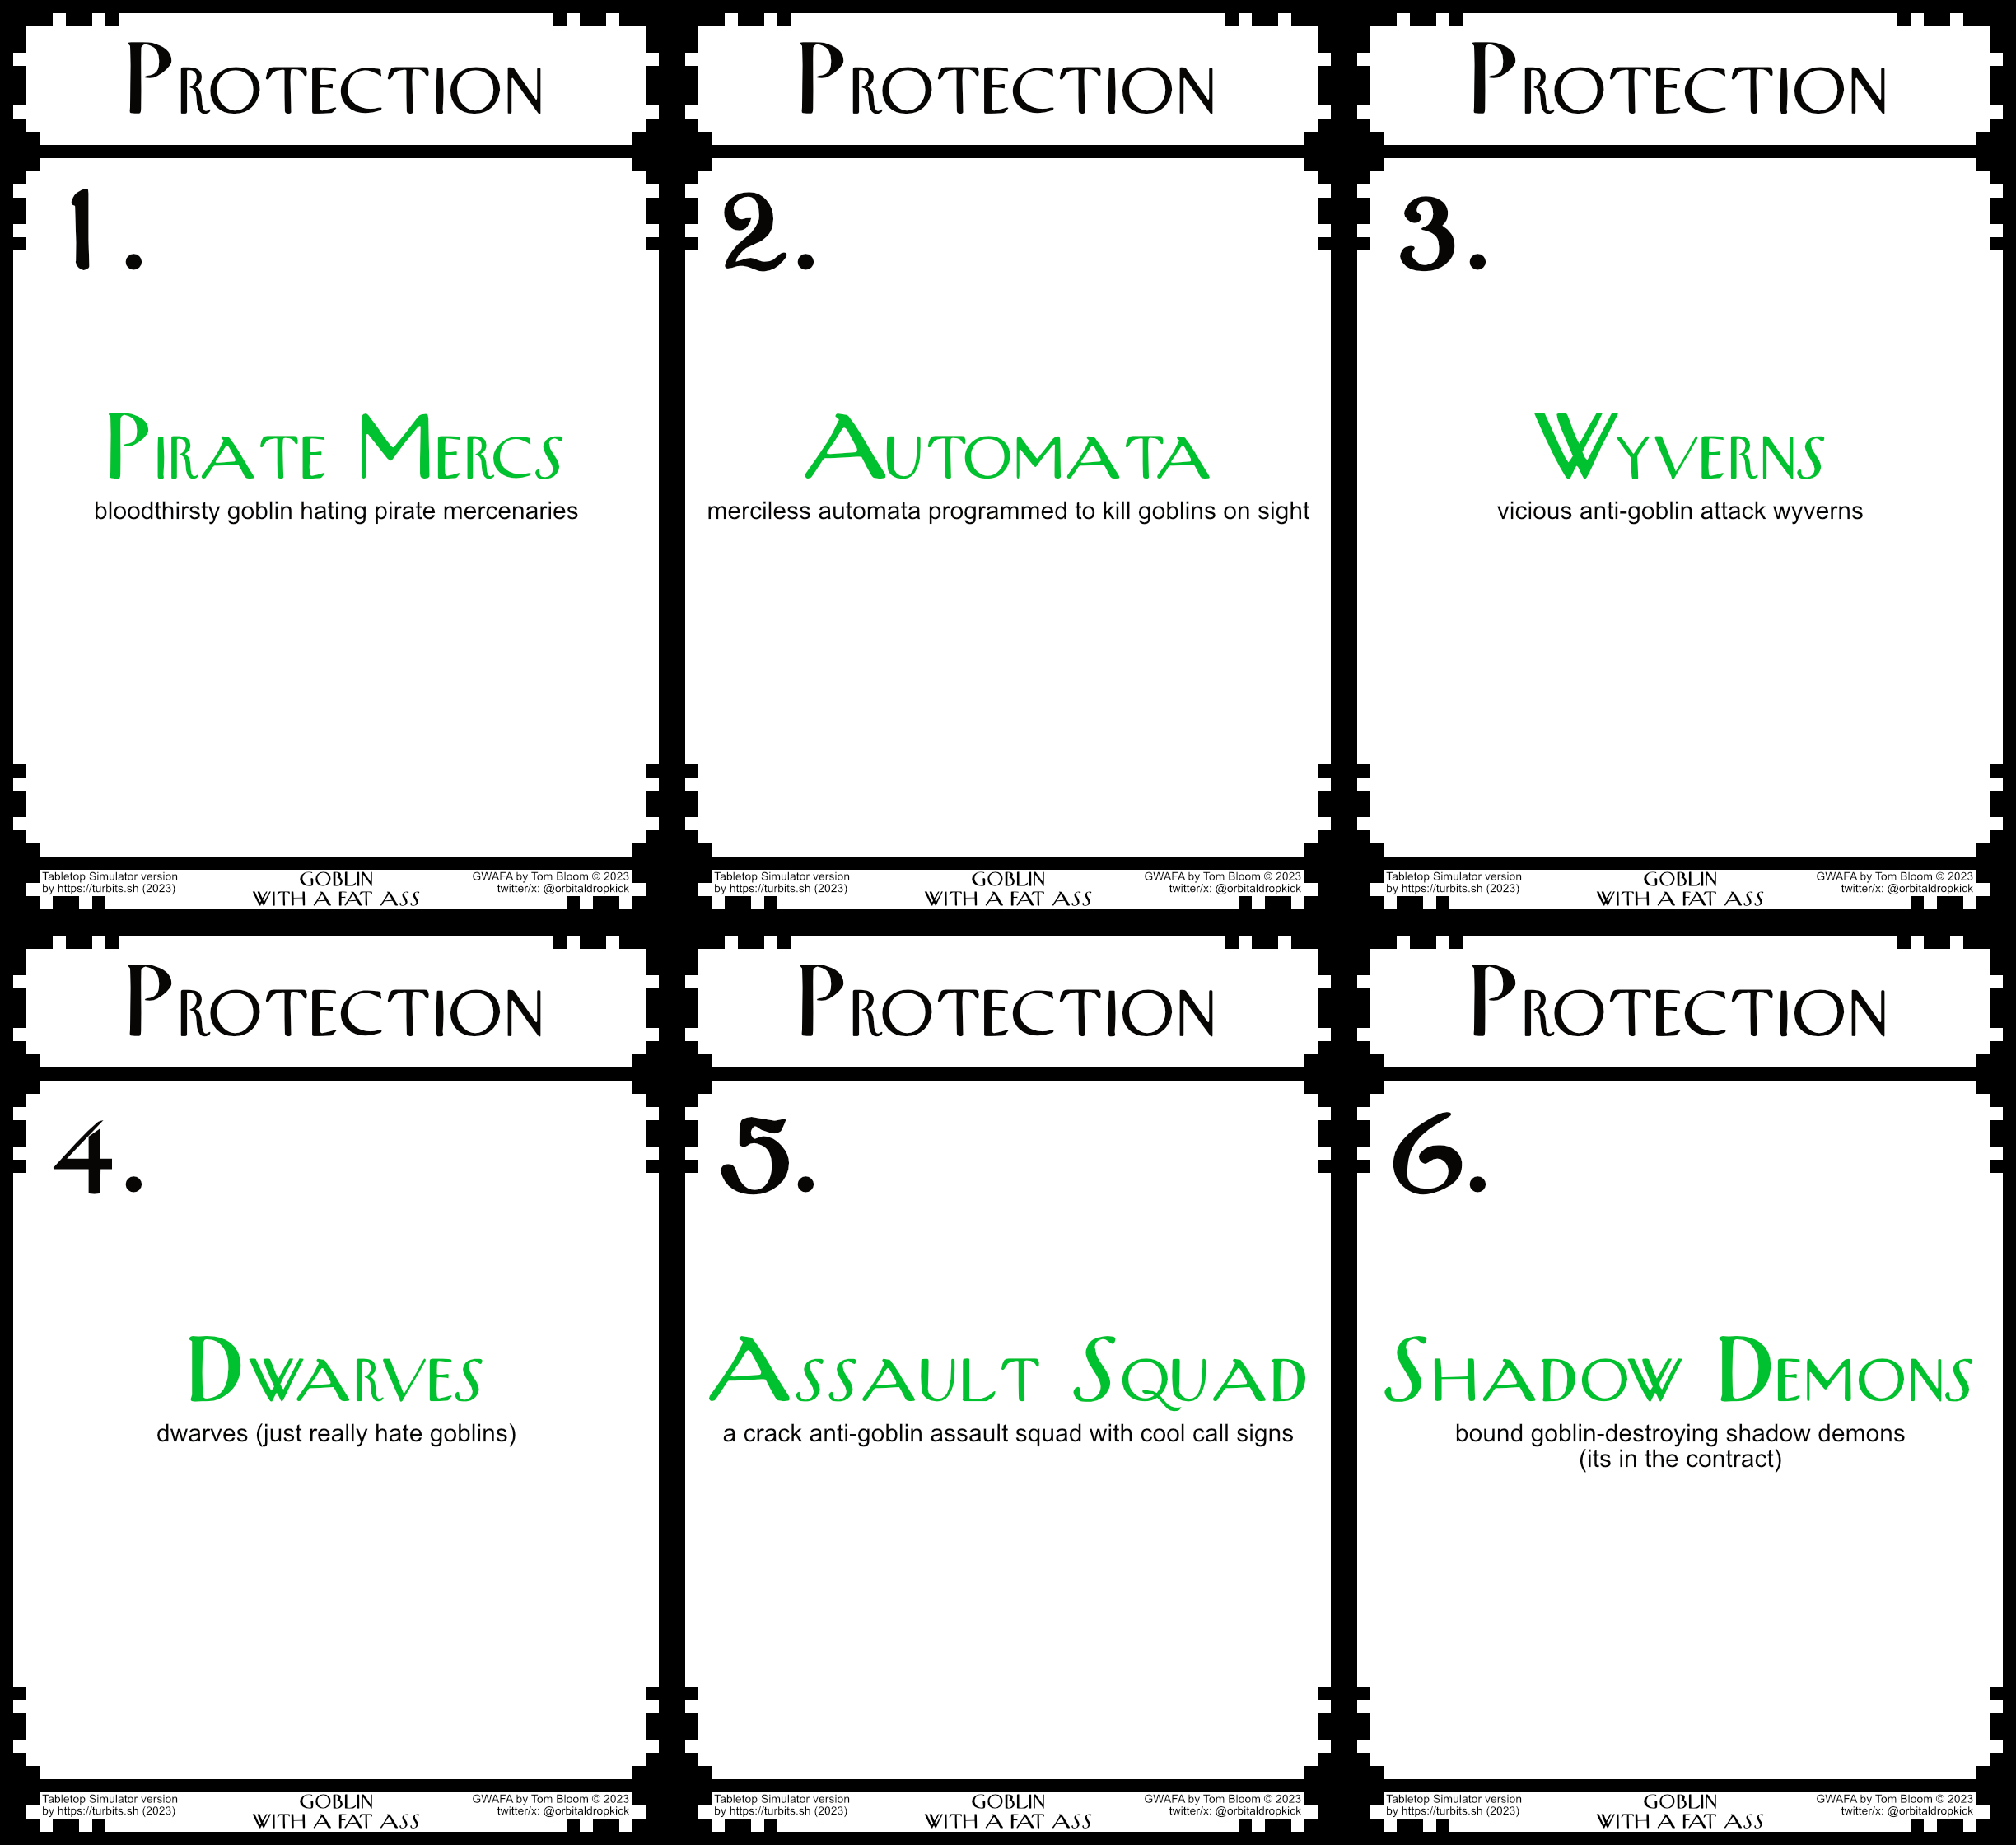 Protection
1.
Pirate Mercs
bloodthirsty goblin hating pirate mercenaries
Tabletop Simulator version
by https://turbits.sh (2023)
GOBLIN
WITH A FAT ASS
GWAFA by Tom Bloom © 2023
twitter/x: @orbitaldropkick
Protection
2.
Automata
merciless automata programmed to kill goblins on sight
Tabletop Simulator version
by https://turbits.sh (2023)
GOBLIN
WITH A FAT ASS
GWAFA by Tom Bloom © 2023
twitter/x: @orbitaldropkick
Protection
3.
Wyverns
vicious anti-goblin attack wyverns
Tabletop Simulator version
by https://turbits.sh (2023)
GOBLIN
WITH A FAT ASS
GWAFA by Tom Bloom © 2023
twitter/x: @orbitaldropkick
Protection
4.
Dwarves
dwarves (just really hate goblins)
Tabletop Simulator version
by https://turbits.sh (2023)
GOBLIN
WITH A FAT ASS
GWAFA by Tom Bloom © 2023
twitter/x: @orbitaldropkick
Protection
5.
Assault Squad
a crack anti-goblin assault squad with cool call signs
Tabletop Simulator version
by https://turbits.sh (2023)
GOBLIN
WITH A FAT ASS
GWAFA by Tom Bloom © 2023
twitter/x: @orbitaldropkick
Protection
6.
Shadow Demons
bound goblin-destroying shadow demons
(its in the contract)
Tabletop Simulator version
by https://turbits.sh (2023)
GOBLIN
WITH A FAT ASS
GWAFA by Tom Bloom © 2023
twitter/x: @orbitaldropkick